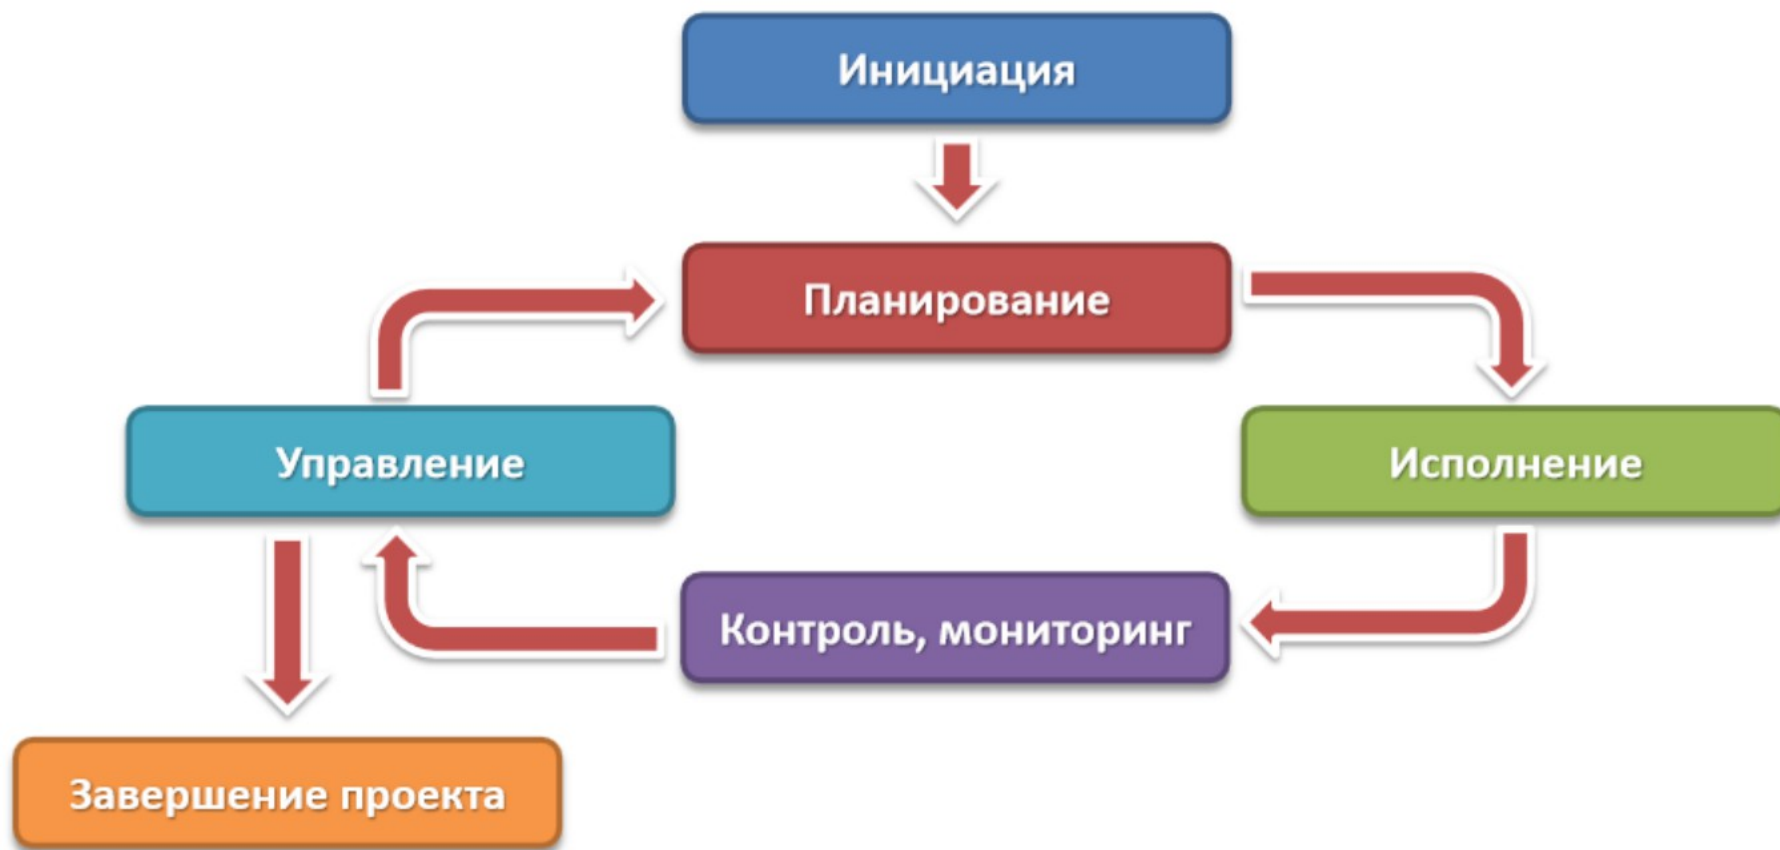 Инициация
Планирование
Управление
Исполнение
Контроль, мониторинг
Завершение проекта